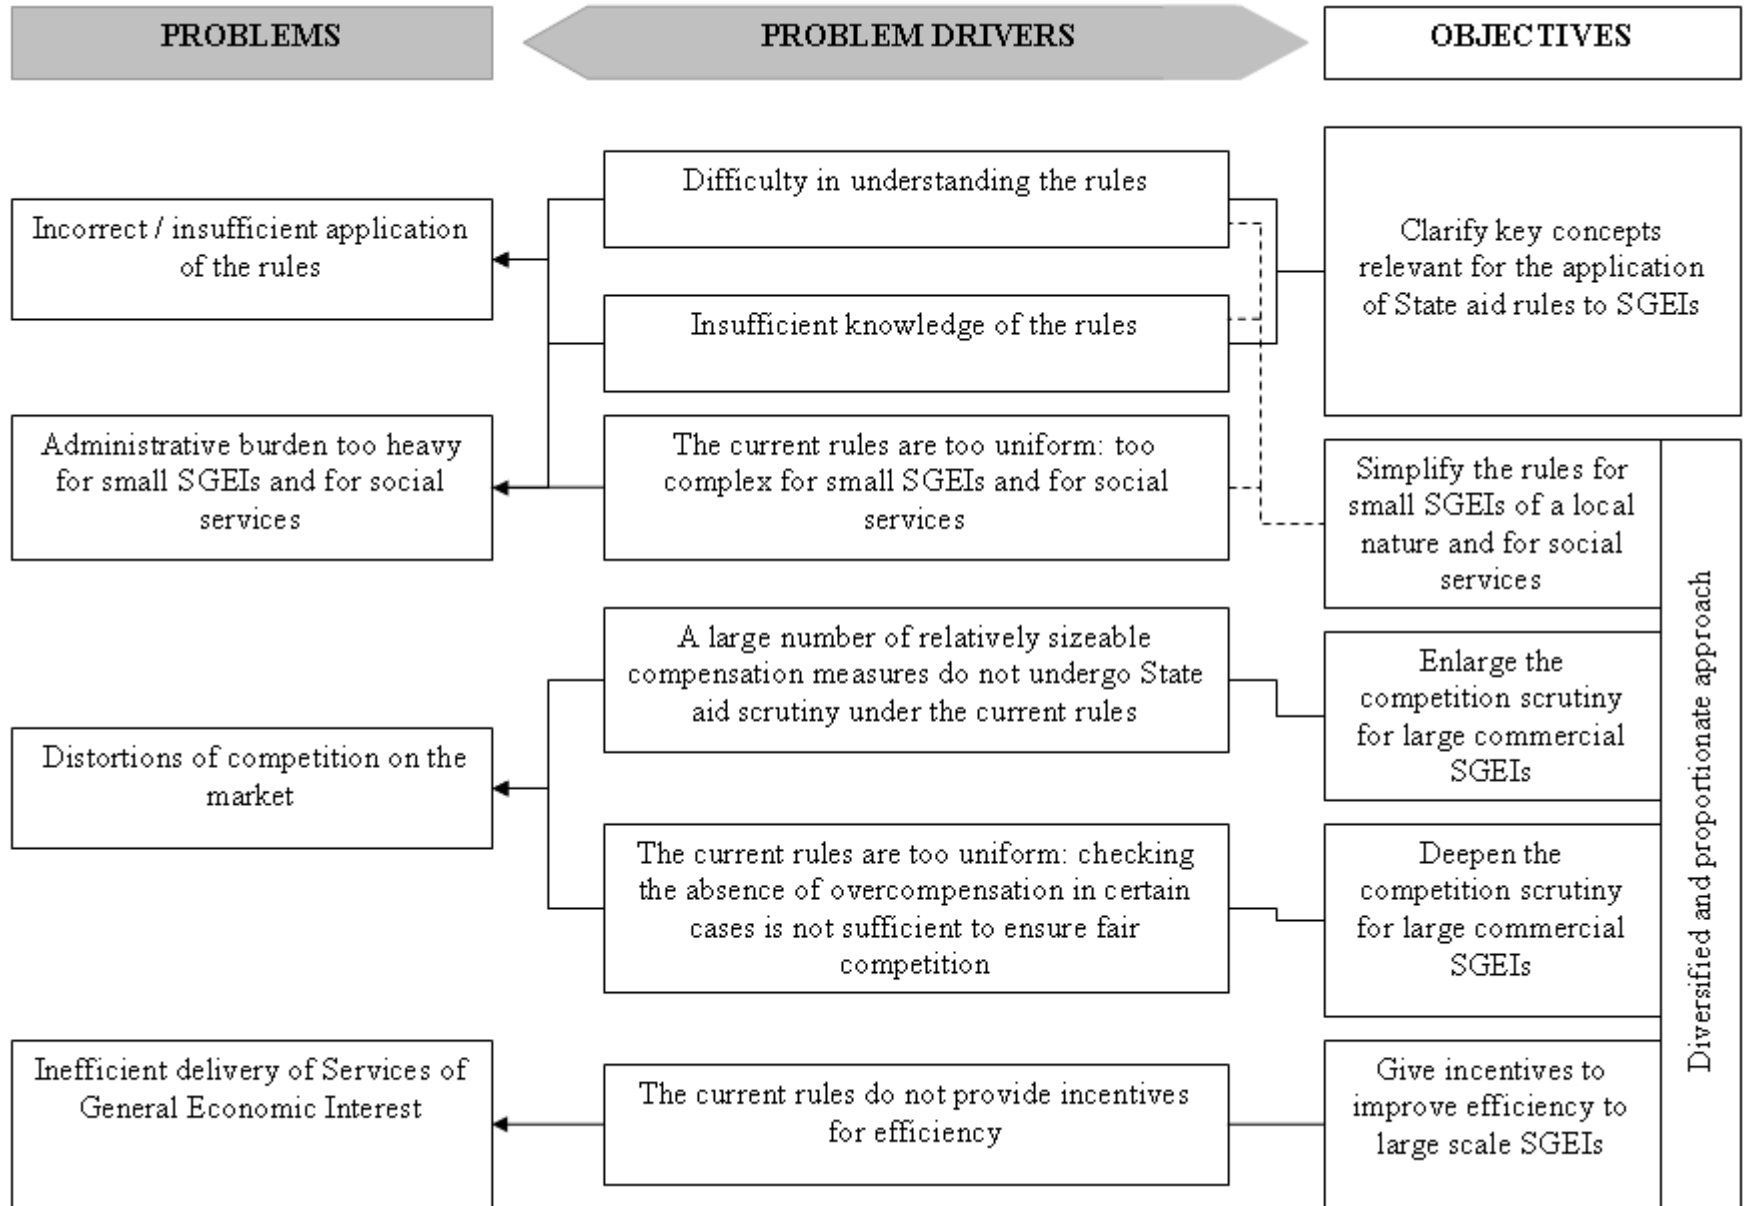 PROBLEMS
PROBLEM DRIVERS
OBJECTIVES
Difficulty in understanding the rules
Incorrect / insufficient application
of the rules
Clarify key concepts
relevant for the application
of State aid rules to SGEIs
Insufficient knowledge of the rules
Administrative burden too heavy
for small SGEIs and for social
services
The current rules are too uniform: too
complex for small SGEIs and for social
services
Simplify the rules for
small SGEIs of a local
nature and for social
services
A large number of relatively sizeable
compensation measures do not undergo State
aid scrutiny under the current rules
Enlarge the
competition scrutiny
for large commercial
SGEIs
Distortions of competition on the
market
The current rules are too uniform: checking
the absence of overcompensation in certain
cases is not sufficient to ensure fair
competition
Deepen the
competition scrutiny
for large commercial
SGEIs
Diversified and proportionate approach
Inefficient delivery of Services of
General Economic Interest
The current rules do not provide incentives
for efficiency
Give incentives to
improve efficiency to
large scale SGEIs